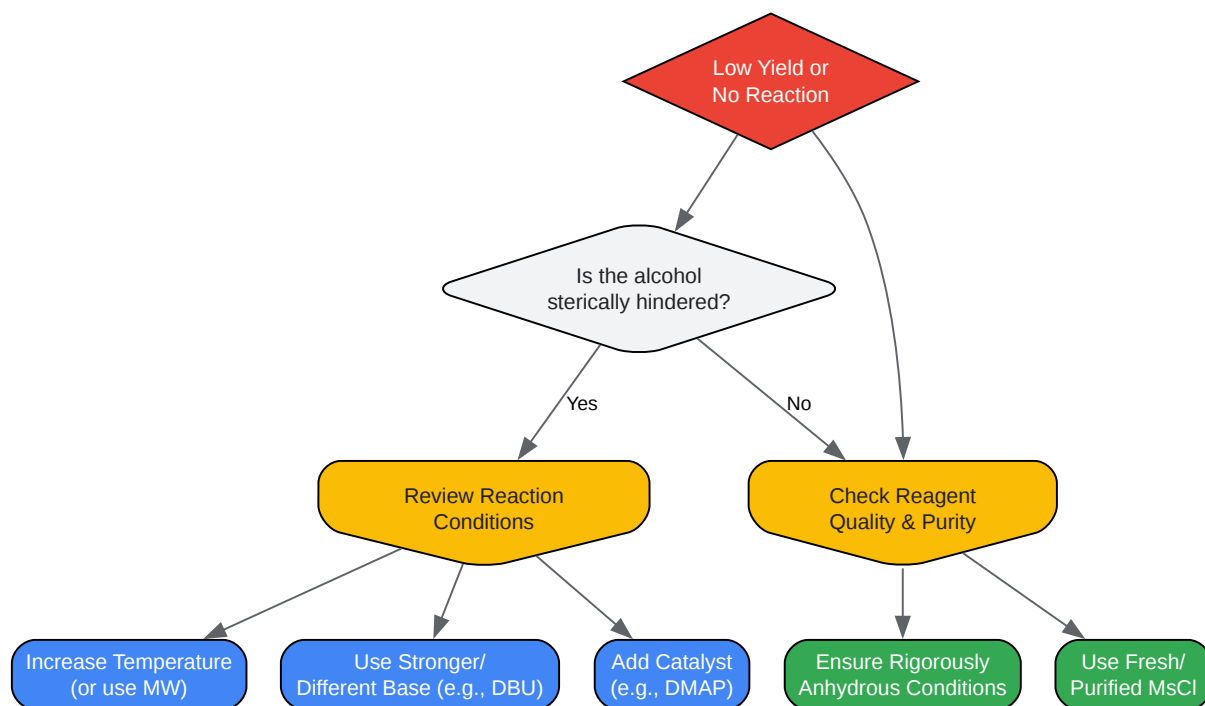 Low Yield or
No Reaction
Is the alcohol
sterically hindered?
Yes
No
Review Reaction
Conditions
Check Reagent
Quality & Purity
Increase Temperature
(or use MW)
Use Stronger/
Different Base (e.g., DBU)
Add Catalyst
(e.g., DMAP)
Ensure Rigorously
Anhydrous Conditions
Use Fresh/
Purified MsCl